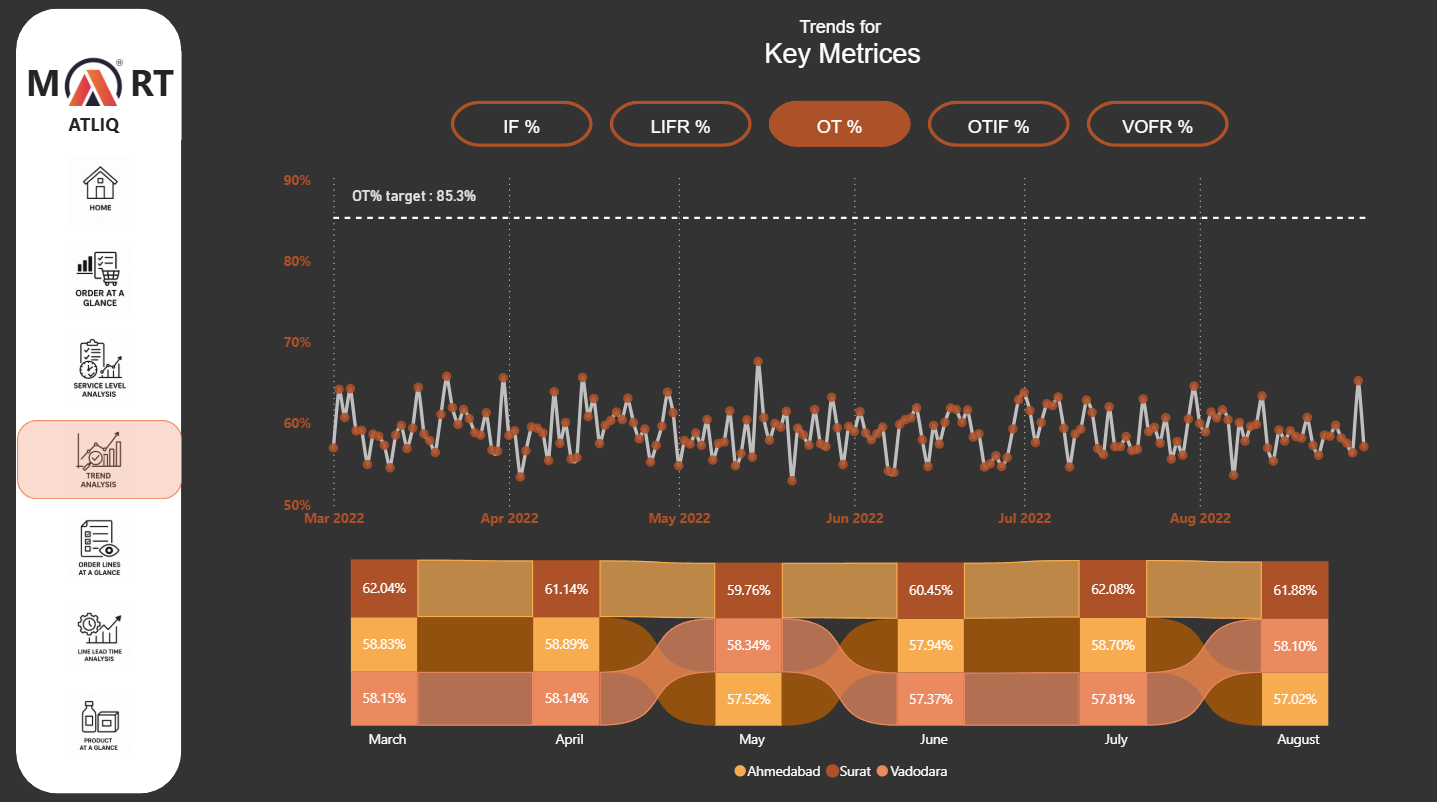 M RT
®
ATLIQ
HOME
ORDER AT A
GLANCE
SERVICE LEVEL
ANALYSIS
TREND
ANALYSIS
ORDER LINES
AT A GLANCE
LINE LEAD TIME
ANALYSIS
PRODUCT
AT A GLANCE
Trends for
Key Metrices
IF % LIFR % OT % OTIF % VOFR %
90%
OT% target : 85.3%
80%
70%
60%
50%
Mar 2022 Apr 2022 May 2022 Jun 2022 Jul 2022 Aug 2022
62.04% 61.14% 59.76% 60.45% 62.08% 61.88%
58.83% 58.89% 58.34% 57.94% 58.70% 58.10%
58.15% 58.14% 57.52% 57.37% 57.81% 57.02%
March April May June July August
Ahmedabad Surat Vadodara